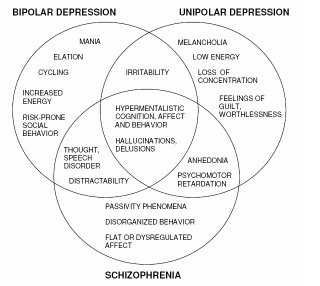 BIPOLAR DEPRESSION
UNIPOLAR DEPRESSION
MANIA
ELATION
CYCLING
INCREASED
ENERGY
RISK-PRONE
SOCIAL
BEHAVIOR
IRRITABILITY
MELANCHOLIA
LOW ENERGY
LOSS OF
CONCENTRATION
FEELINGS OF
GUILT,
WORTHLESSNESS
HYPERMENTALISTIC
COGNITION, AFFECT
AND BEHAVIOR
HALLUCINATIONS,
DELUSIONS
THOUGHT,
SPEECH
DISORDER
DISTRACTABILITY
ANHEDONIA
PSYCHOMOTOR
RETARDATION
PASSIVITY PHENOMENA
DISORGANIZED BEHAVIOR
FLAT OR DYSREGULATED
AFFECT
SCHIZOPHRENIA